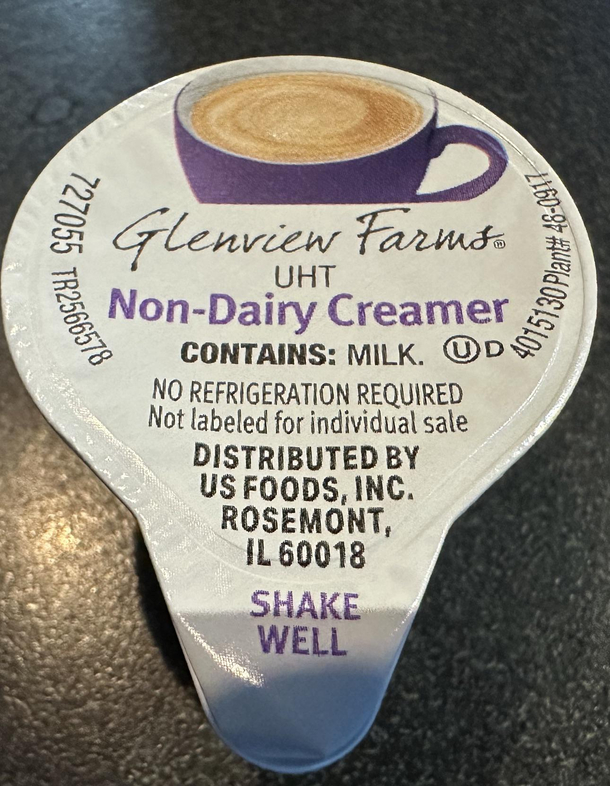 Glenview Farms®
UHT
Non-Dairy Creamer
CONTAINS: MILK. Ⓤ D
NO REFRIGERATION REQUIRED
Not labeled for individual sale
DISTRIBUTED BY
US FOODS, INC.
ROSEMONT,
IL 60018
SHAKE
WELL
727055 TR2566578
4015130 Plant# 48-0917